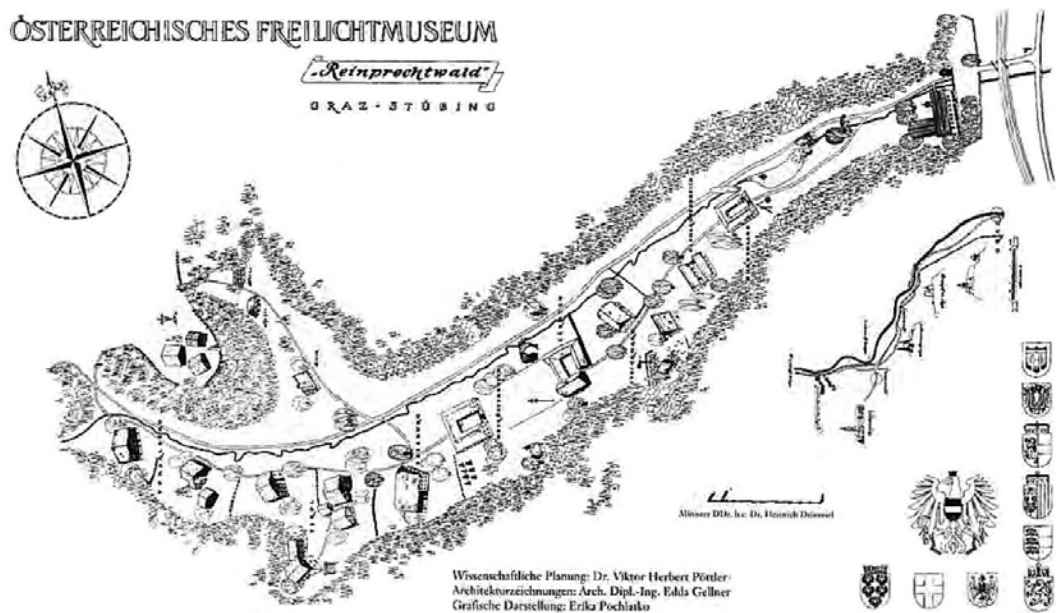 ÖSTERREICHISCHES FREILICHTMUSEUM
„Reinprechtwald"
GRAZ-STÜBING
Minister DDr. h.c. Dr. Heinrich Drimmel
Wissenschaftliche Planung: Dr. Viktor Herbert Pöttler
Architekturzeichnungen: Arch. Dipl.-Ing. Edda Gellner
Grafische Darstellung: Erika Pochlatko